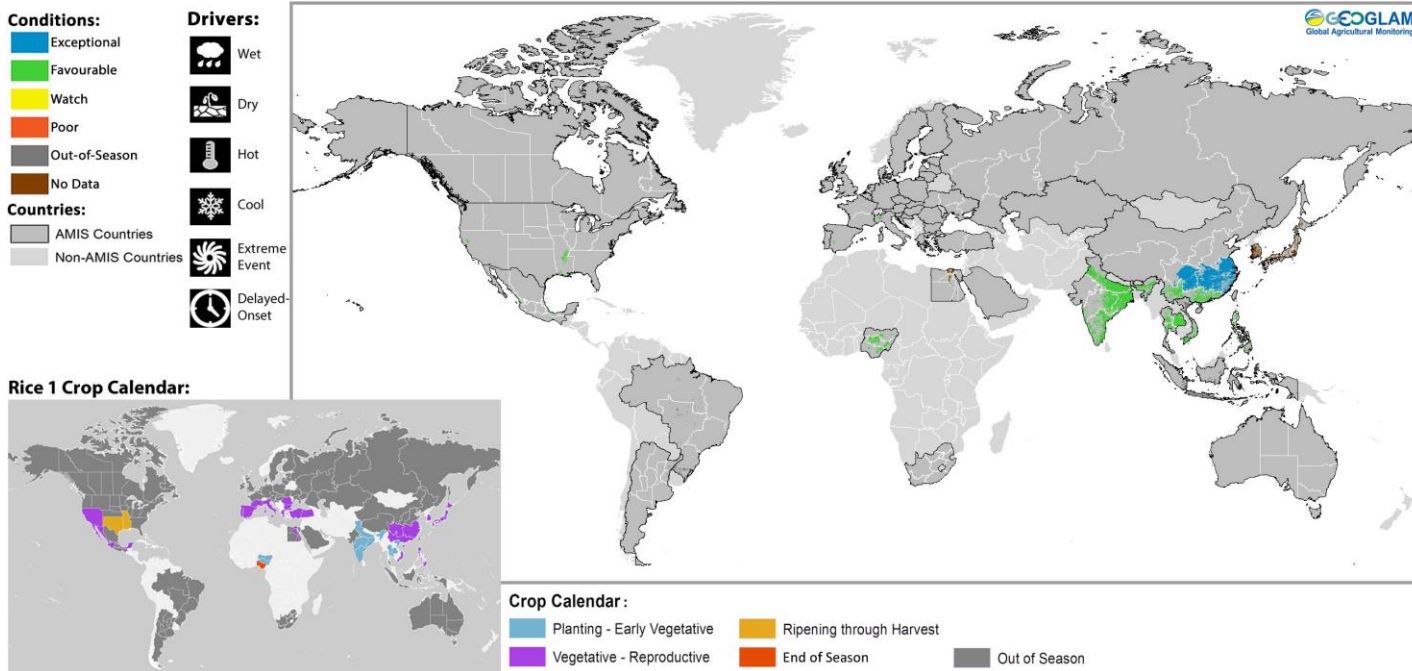 Conditions:
Exceptional
Favourable
Watch
Poor
Out-of-Season
No Data
Countries:
AMIS Countries
Non-AMIS Countries
Drivers:
Wet
Dry
Hot
Cool
Extreme
Event
Delayed-
Onset
GEOGLAM
Global Agricultural Monitoring
Rice 1 Crop Calendar:
Crop Calendar :
Planting - Early Vegetative
Ripening through Harvest
Vegetative - Reproductive
End of Season
Out of Season